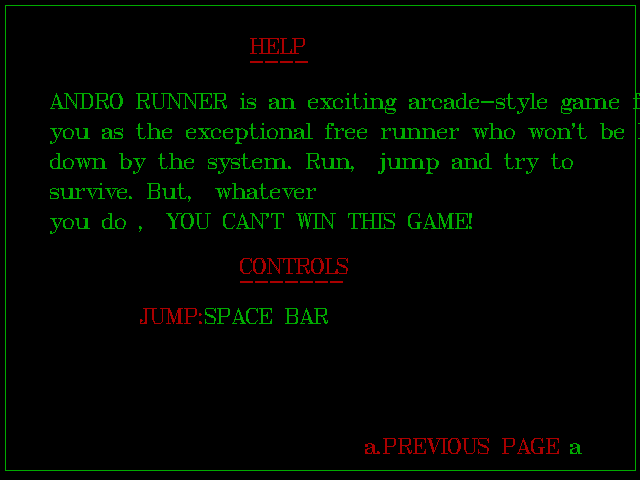 HELP
ANDRO RUNNER is an exciting arcade-style game
you as the exceptional free runner who won't be
down by the system. Run, jump and try to
survive. But, whatever
you do , YOU CAN'T WIN THIS GAME!
CONTROLS
JUMP:SPACE BAR
a.PREVIOUS PAGE a